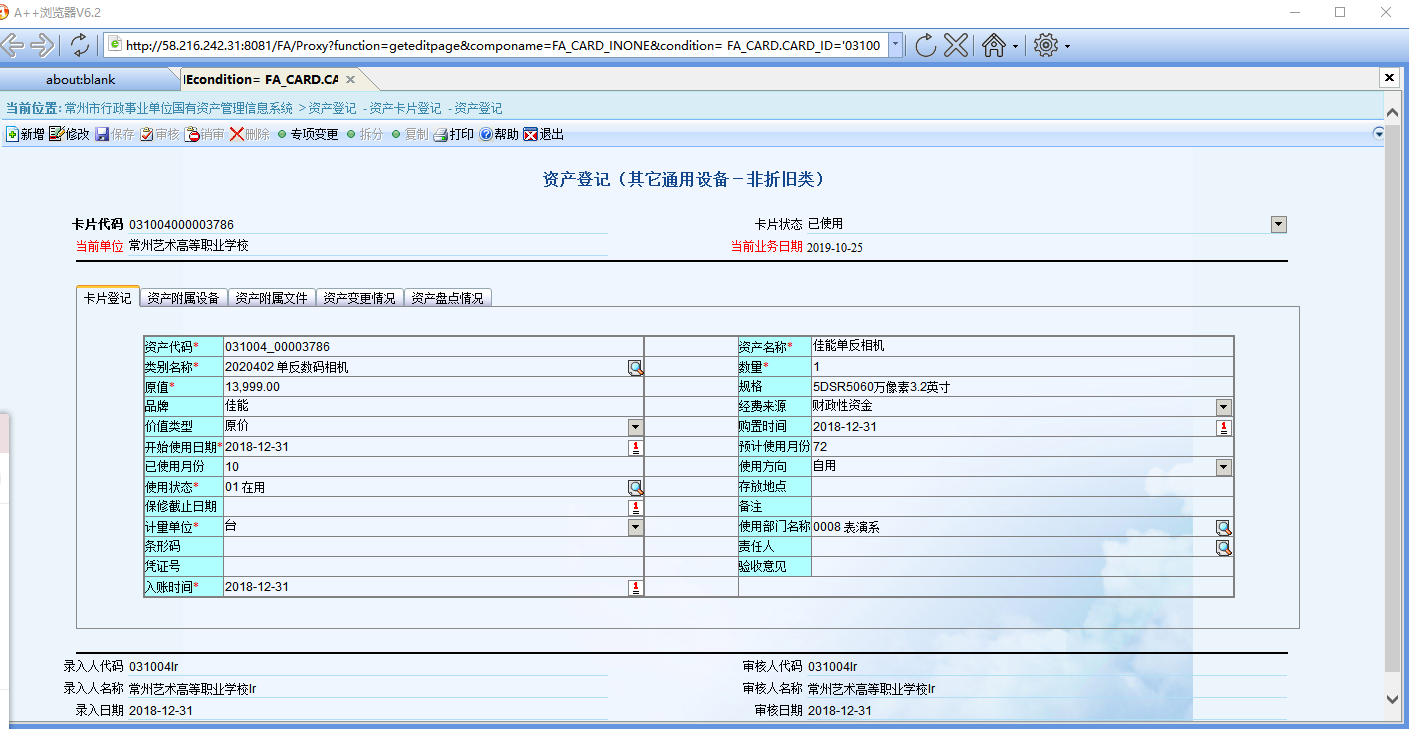 A++浏览器V6.2
http://58.216.242.31:8081/FA/Proxy?function=geteditpage&componame=FA_CARD_INONE&condition= FA_CARD.CARD_ID='03100
about:blank IEcondition= FA_CARD.CA
当前位置: 常州市行政事业单位国有资产管理信息系统 > 资产登记 - 资产卡片登记 - 资产登记
新增 修改 保存 审核 销审 删除 专项变更 拆分 复制 打印 帮助 退出
资产登记（其它通用设备－非折旧类）
卡片代码 031004000003786 卡片状态 已使用
当前单位 常州艺术高等职业学校 当前业务日期 2019-10-25
卡片登记 资产附属设备 资产附属文件 资产变更情况 资产盘点情况
资产代码* 031004_00003786 资产名称* 佳能单反相机
类别名称* 2020402 单反数码相机 数量* 1
原值* 13,999.00 规格 5DSR5060万像素3.2英寸
品牌 佳能 经费来源 财政性资金
价值类型 原价 购置时间 2018-12-31
开始使用日期* 2018-12-31 预计使用月份 72
已使用月份 10 使用方向 自用
使用状态* 01 在用 存放地点
保修截止日期 备注
计量单位* 台 使用部门名称 0008 表演系
条形码 责任人
凭证号 验收意见
入账时间* 2018-12-31
录入人代码 031004lr 审核人代码 031004lr
录入人名称 常州艺术高等职业学校lr 审核人名称 常州艺术高等职业学校lr
录入日期 2018-12-31 审核日期 2018-12-31